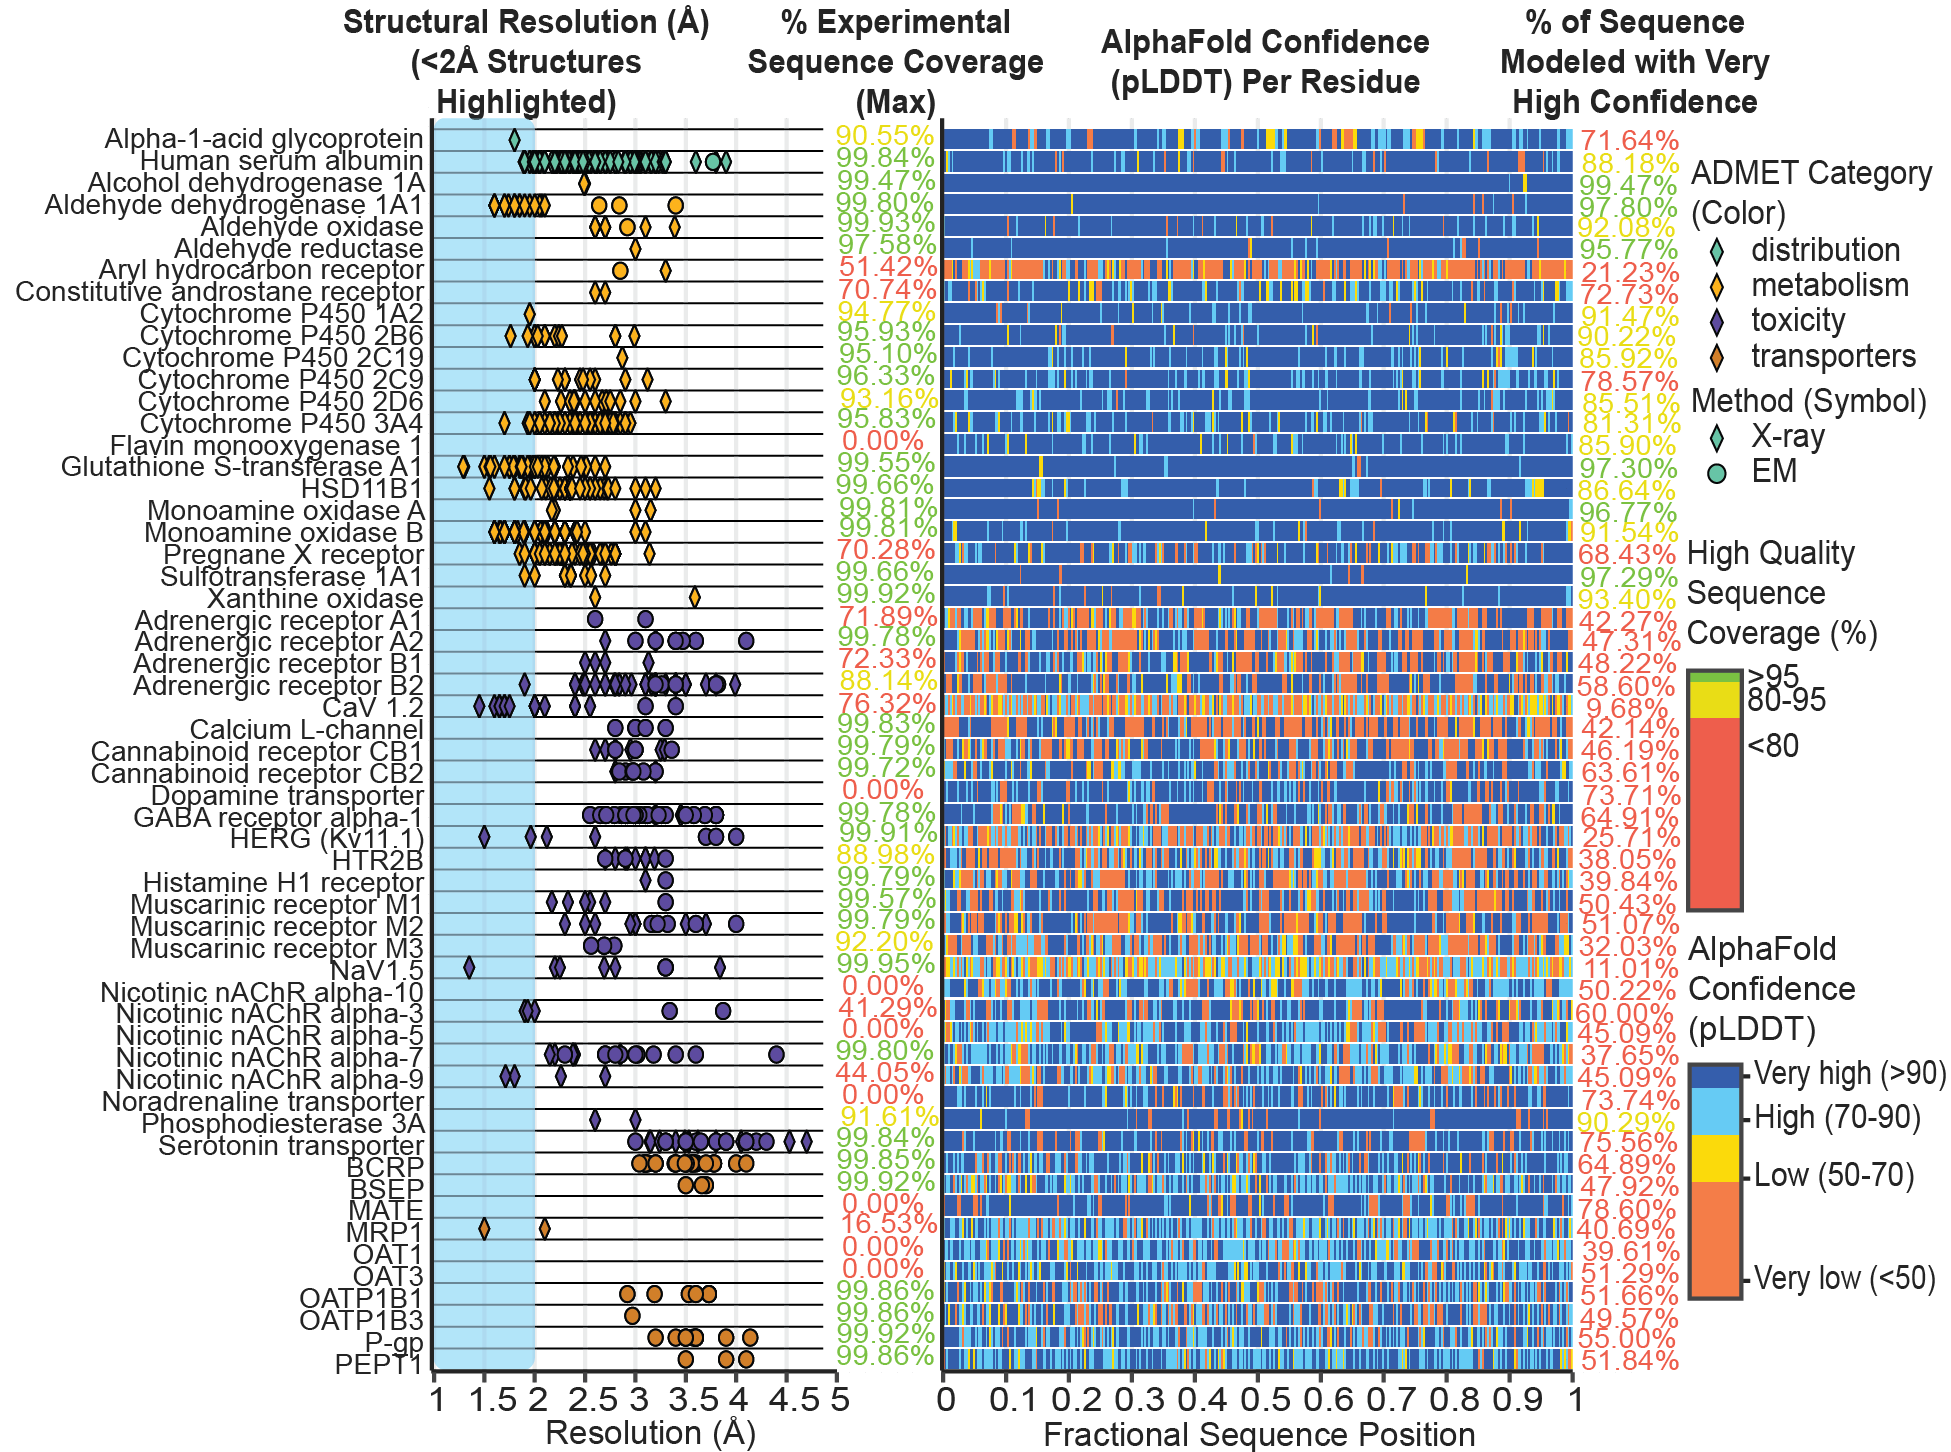 Structural Resolution (Å)
(<2Å Structures
Highlighted)
% Experimental
Sequence Coverage
(Max)
AlphaFold Confidence
(pLDDT) Per Residue
% of Sequence
Modeled with Very
High Confidence
Alpha-1-acid glycoprotein 90.55% 71.64%
Human serum albumin 99.84% 88.18%
Alcohol dehydrogenase 1A 99.47% 99.47%
Aldehyde dehydrogenase 1A1 99.80% 97.80%
Aldehyde oxidase 99.93% 92.08%
Aldehyde reductase 97.58% 95.77%
Aryl hydrocarbon receptor 51.42% 21.23%
Constitutive androstane receptor 70.74% 72.73%
Cytochrome P450 1A2 94.77% 91.47%
Cytochrome P450 2B6 95.93% 90.22%
Cytochrome P450 2C19 95.10% 85.92%
Cytochrome P450 2C9 96.33% 78.57%
Cytochrome P450 2D6 93.16% 85.51%
Cytochrome P450 3A4 95.83% 81.31%
Flavin monooxygenase 1 0.00% 85.90%
Glutathione S-transferase A1 99.55% 97.30%
HSD11B1 99.66% 86.64%
Monoamine oxidase A 99.81% 96.77%
Monoamine oxidase B 99.81% 91.54%
Pregnane X receptor 70.28% 68.43%
Sulfotransferase 1A1 99.66% 97.29%
Xanthine oxidase 99.92% 93.40%
Adrenergic receptor A1 71.89% 42.27%
Adrenergic receptor A2 99.78% 47.31%
Adrenergic receptor B1 72.33% 48.22%
Adrenergic receptor B2 88.14% 58.60%
CaV 1.2 76.32% 9.68%
Calcium L-channel 99.83% 42.14%
Cannabinoid receptor CB1 99.79% 46.19%
Cannabinoid receptor CB2 99.72% 63.61%
Dopamine transporter 0.00% 73.71%
GABA receptor alpha-1 99.78% 64.91%
HERG (Kv11.1) 99.91% 25.71%
HTR2B 88.98% 38.05%
Histamine H1 receptor 99.79% 39.84%
Muscarinic receptor M1 99.57% 50.43%
Muscarinic receptor M2 99.79% 51.07%
Muscarinic receptor M3 92.20% 32.03%
NaV1.5 99.95% 11.01%
Nicotinic nAChR alpha-10 0.00% 50.22%
Nicotinic nAChR alpha-3 41.29% 60.00%
Nicotinic nAChR alpha-5 0.00% 45.09%
Nicotinic nAChR alpha-7 99.80% 37.65%
Nicotinic nAChR alpha-9 44.05% 45.09%
Noradrenaline transporter 0.00% 73.74%
Phosphodiesterase 3A 91.61% 90.29%
Serotonin transporter 99.84% 75.56%
BCRP 99.85% 64.89%
BSEP 99.92% 47.92%
MATE 0.00% 78.60%
MRP1 16.53% 40.69%
OAT1 0.00% 39.61%
OAT3 0.00% 51.29%
OATP1B1 99.86% 51.66%
OATP1B3 99.86% 49.57%
P-gp 99.92% 55.00%
PEPT1 99.86% 51.84%
1 1.5 2 2.5 3 3.5 4 4.5 5
Resolution (Å)
0 0.1 0.2 0.3 0.4 0.5 0.6 0.7 0.8 0.9 1
Fractional Sequence Position
ADMET Category
(Color)
distribution
metabolism
toxicity
transporters
Method (Symbol)
X-ray
EM
High Quality
Sequence
Coverage (%)
>95
80-95
<80
AlphaFold
Confidence
(pLDDT)
Very high (>90)
High (70-90)
Low (50-70)
Very low (<50)